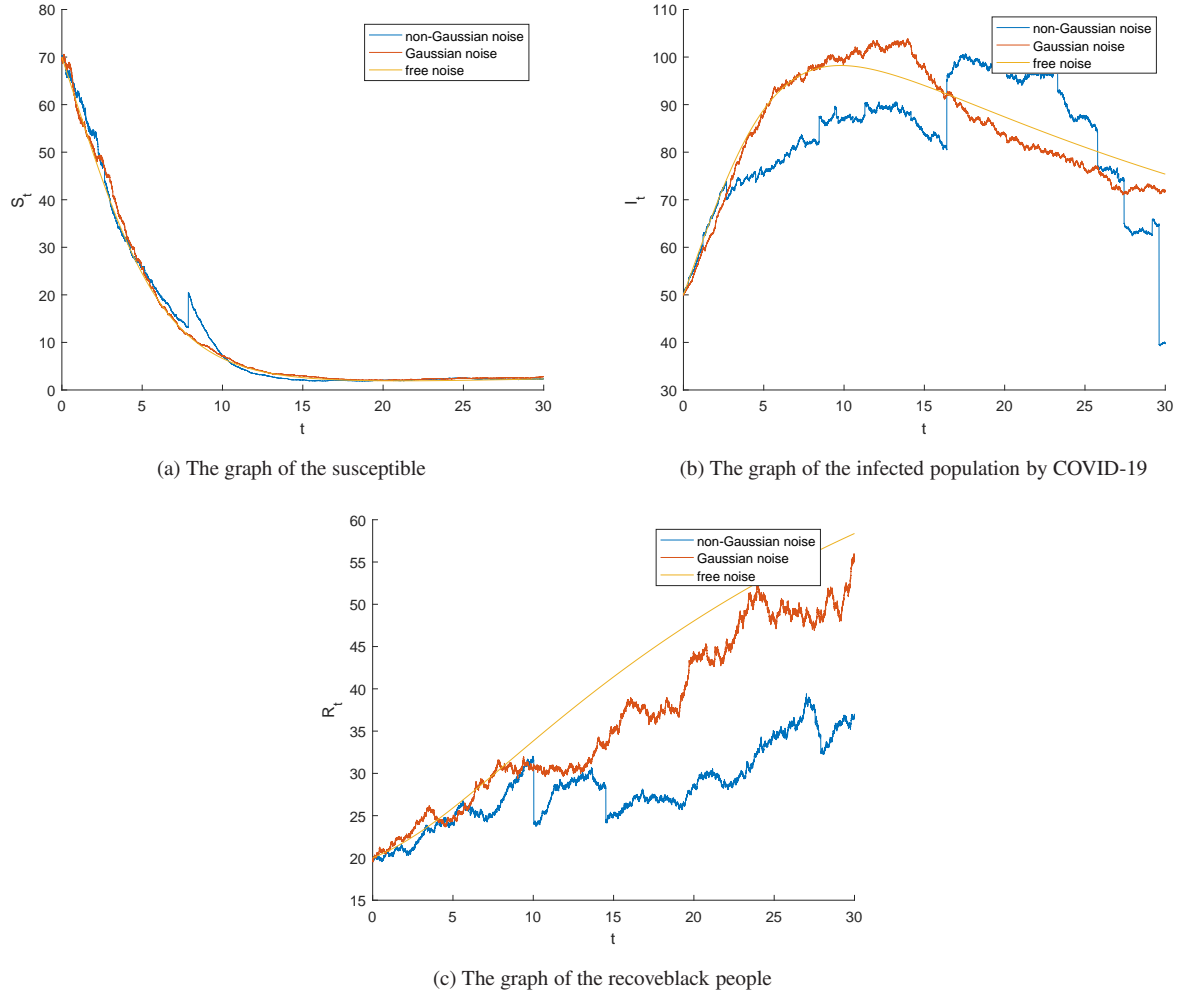 80
70
60
50
40
30
20
10
0
S_t
0 5 10 15 20 25 30
t
non-Gaussian noise
Gaussian noise
free noise
(a) The graph of the susceptible
110
100
90
80
70
60
50
40
30
I_t
0 5 10 15 20 25 30
t
non-Gaussian noise
Gaussian noise
free noise
(b) The graph of the infected population by COVID-19
60
55
50
45
40
35
30
25
20
15
R_t
0 5 10 15 20 25 30
t
non-Gaussian noise
Gaussian noise
free noise
(c) The graph of the recoveblack people